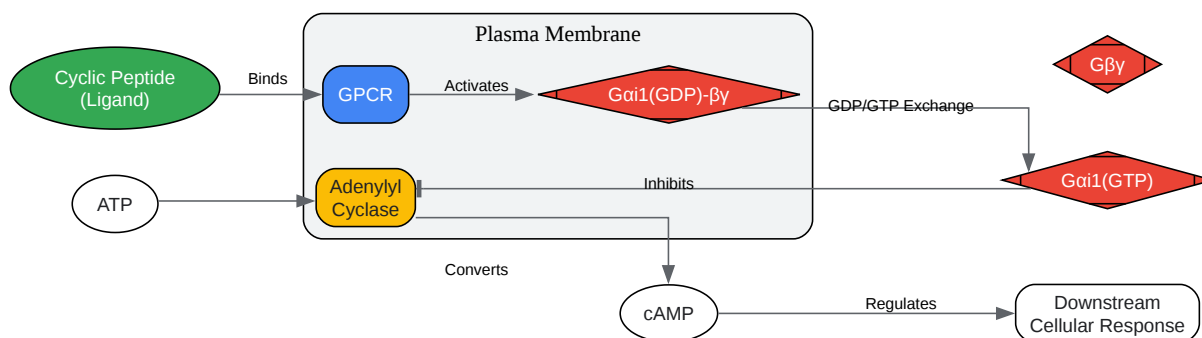 Plasma Membrane
Cyclic Peptide
(Ligand)
Binds
GPCR
Activates
Gαi1(GDP)-βγ
GDP/GTP Exchange
Gβγ
ATP
Adenylyl
Cyclase
Inhibits
Gαi1(GTP)
Converts
cAMP
Regulates
Downstream
Cellular Response